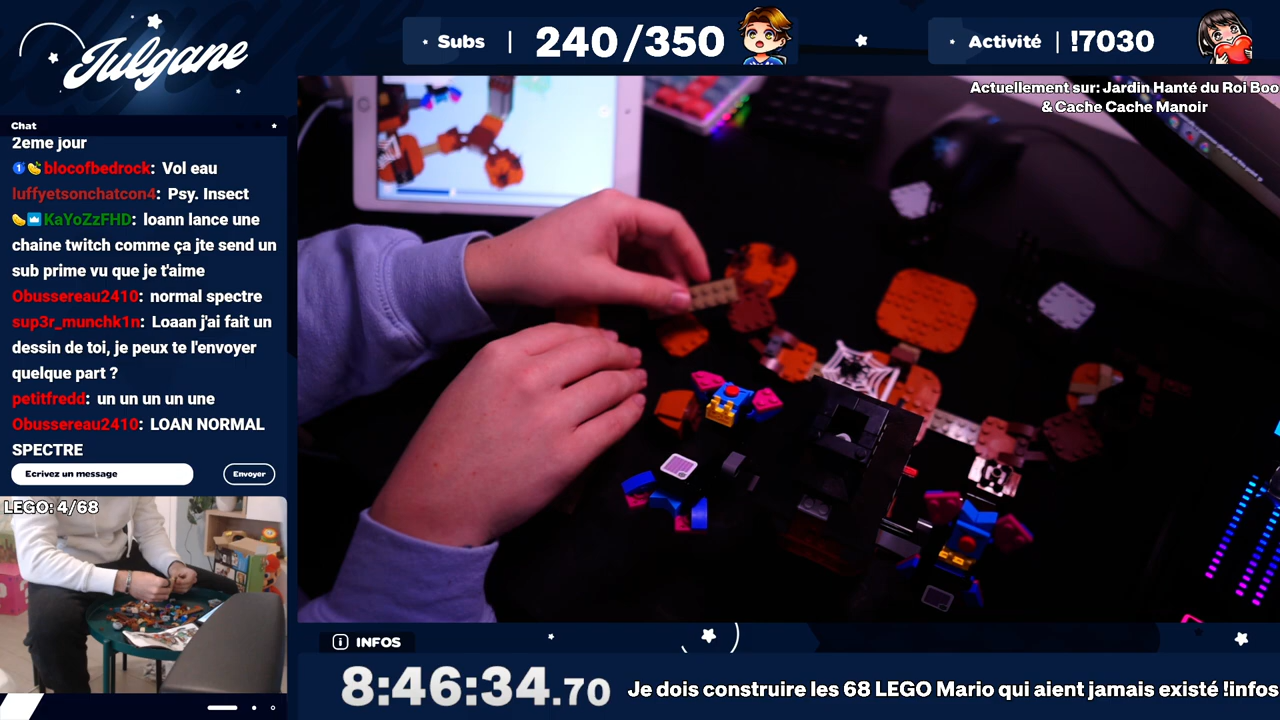 Julgane
Subs | 240/350
Activité | !7030
Actuellement sur: Jardin Hanté du Roi Boo
& Cache Cache Manoir
Chat
2eme jour
1 blocofbedrock: Vol eau
luffyetsonchatcon4: Psy. Insect
KaYoZzFHD: loann lance une
chaine twitch comme ça jte send un
sub prime vu que je t'aime
Obussereau2410: normal spectre
sup3r_munchk1n: Loaan j'ai fait un
dessin de toi, je peux te l'envoyer
quelque part ?
petitfredd: un un un un une
Obussereau2410: LOAN NORMAL
SPECTRE
Ecrivez un message
Envoyer
LEGO: 4/68
i INFOS
8:46:34.70
Je dois construire les 68 LEGO Mario qui aient jamais existé !infos